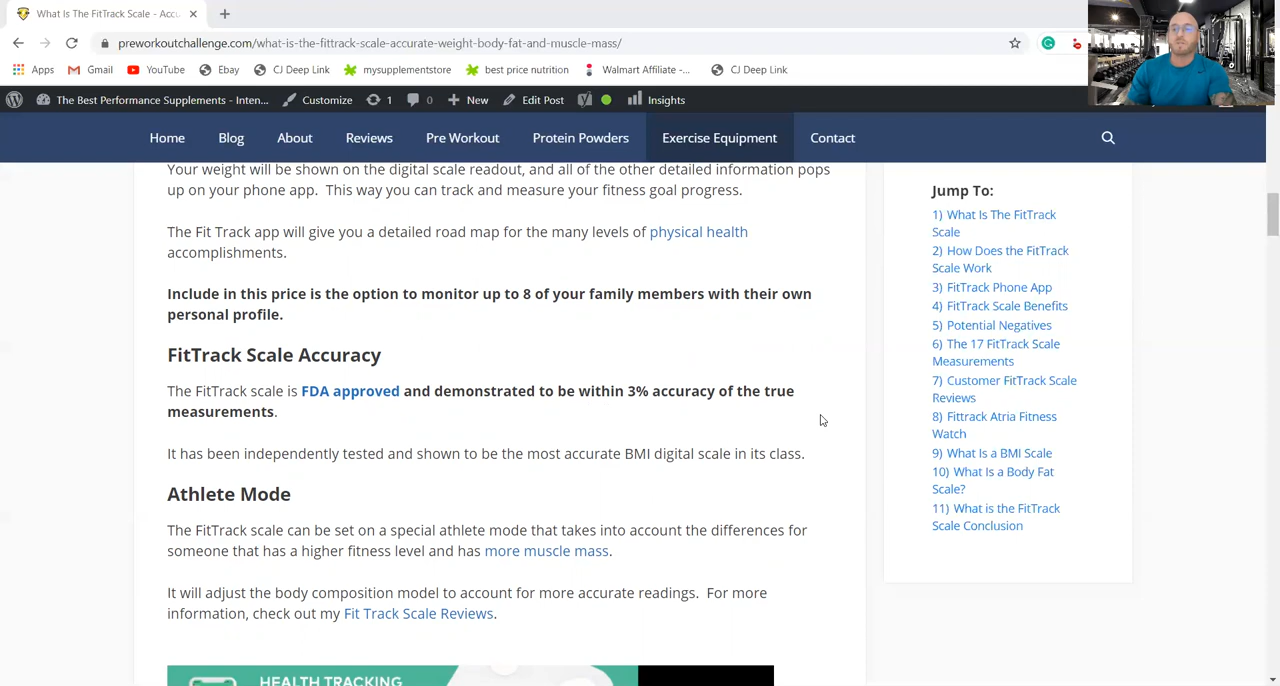 What Is The FitTrack Scale - Accu
preworkoutchallenge.com/what-is-the-fittrack-scale-accurate-weight-body-fat-and-muscle-mass/
Apps Gmail YouTube Ebay CJ Deep Link mysupplementstore best price nutrition Walmart Affiliate -... CJ Deep Link
The Best Performance Supplements - Inten... Customize 1 0 New Edit Post Insights
Home Blog About Reviews Pre Workout Protein Powders Exercise Equipment Contact
Your weight will be shown on the digital scale readout, and all of the other detailed information pops
up on your phone app. This way you can track and measure your fitness goal progress.
The Fit Track app will give you a detailed road map for the many levels of physical health
accomplishments.
Include in this price is the option to monitor up to 8 of your family members with their own
personal profile.
FitTrack Scale Accuracy
The FitTrack scale is FDA approved and demonstrated to be within 3% accuracy of the true
measurements.
It has been independently tested and shown to be the most accurate BMI digital scale in its class.
Athlete Mode
The FitTrack scale can be set on a special athlete mode that takes into account the differences for
someone that has a higher fitness level and has more muscle mass.
It will adjust the body composition model to account for more accurate readings. For more
information, check out my Fit Track Scale Reviews.
HEALTH TRACKING
Jump To:
1) What Is The FitTrack
Scale
2) How Does the FitTrack
Scale Work
3) FitTrack Phone App
4) FitTrack Scale Benefits
5) Potential Negatives
6) The 17 FitTrack Scale
Measurements
7) Customer FitTrack Scale
Reviews
8) Fittrack Atria Fitness
Watch
9) What Is a BMI Scale
10) What Is a Body Fat
Scale?
11) What is the FitTrack
Scale Conclusion